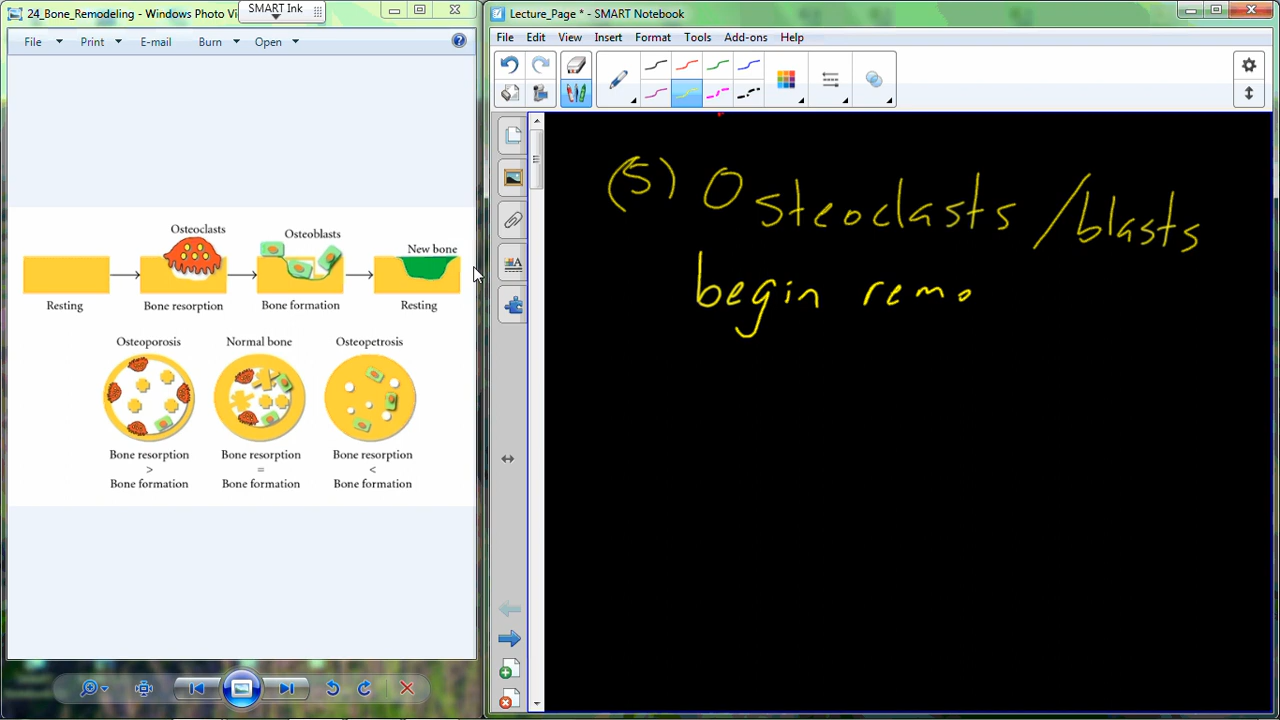 24_Bone_Remodeling - Windows Photo Vi
SMART Ink
File Print E-mail Burn Open
Osteoclasts
Osteoblasts
New bone
Resting
Bone resorption
Bone formation
Resting
Osteoporosis
Normal bone
Osteopetrosis
Bone resorption
>
Bone formation
Bone resorption
=
Bone formation
Bone resorption
<
Bone formation
Lecture_Page * - SMART Notebook
File Edit View Insert Format Tools Add-ons Help
(5) Osteoclasts/blasts
begin remo